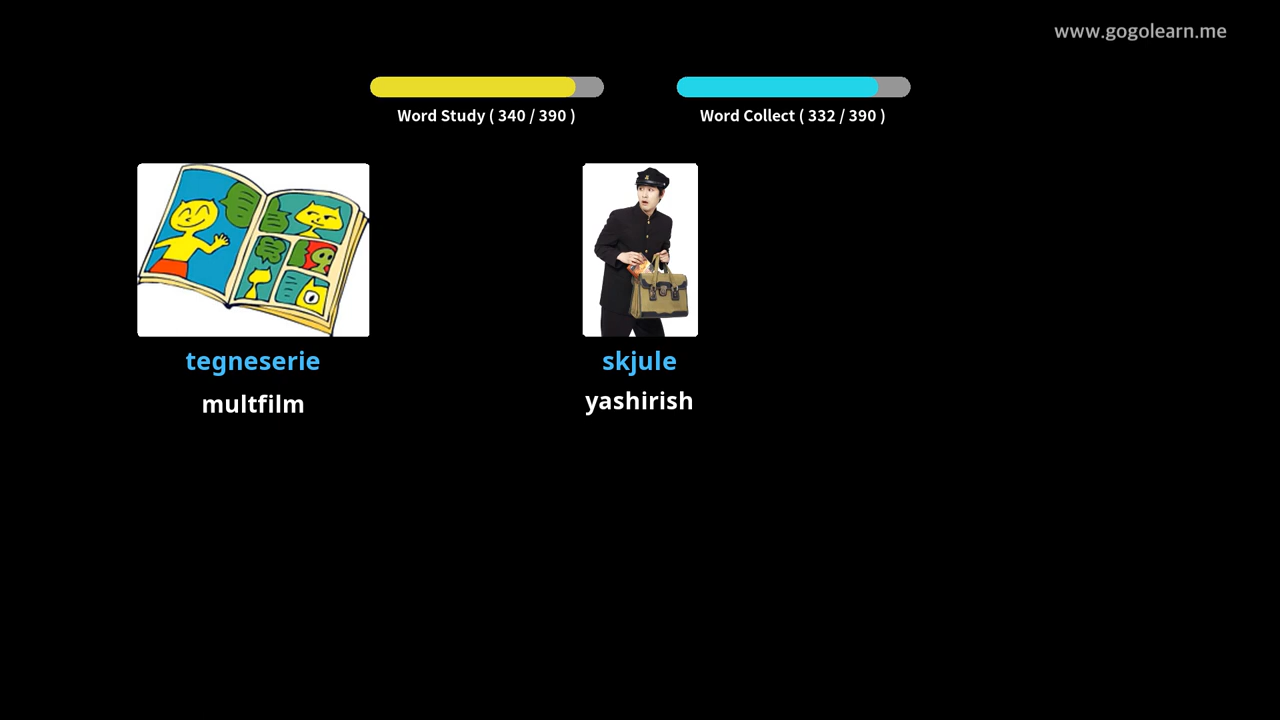 www.gogolearn.me
Word Study ( 340 / 390 )
Word Collect ( 332 / 390 )
tegneserie
multfilm
skjule
yashirish